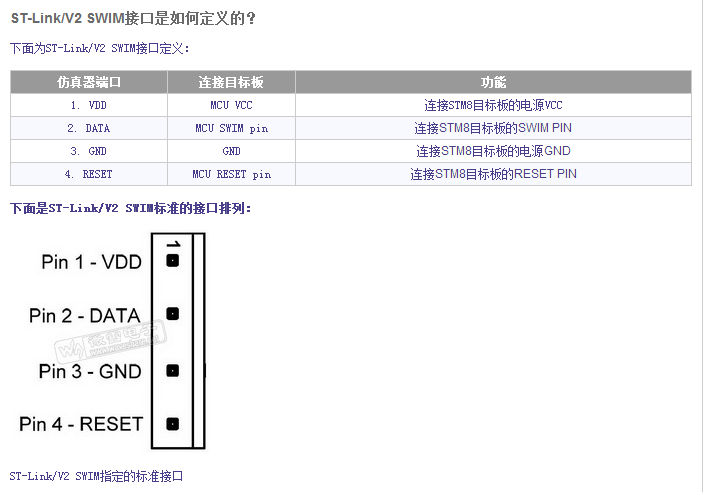 ST-Link/V2 SWIM接口是如何定义的？
下面为ST-Link/V2 SWIM接口定义：
仿真器端口 连接目标板 功能
1. VDD MCU VCC 连接STM8目标板的电源VCC
2. DATA MCU SWIM pin 连接STM8目标板的SWIM PIN
3. GND GND 连接STM8目标板的电源GND
4. RESET MCU RESET pin 连接STM8目标板的RESET PIN
下面是ST-Link/V2 SWIM标准的接口排列：
1
Pin 1 - VDD
Pin 2 - DATA
微雪电子
Pin 3 - GND
Pin 4 - RESET
ST-Link/V2 SWIM指定的标准接口